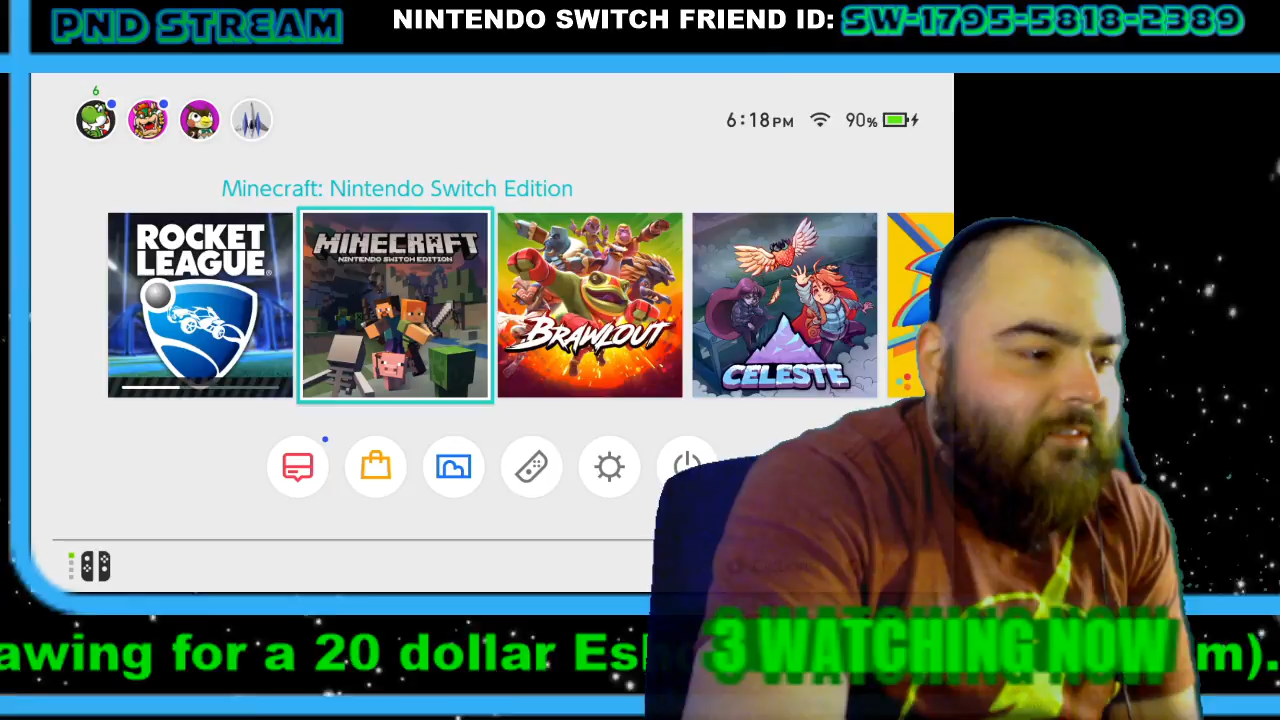 PND STREAM
NINTENDO SWITCH FRIEND ID: SW-1795-5818-2389
6
6:18 PM 90%
Minecraft: Nintendo Switch Edition
ROCKET
LEAGUE
MINECRAFT
NINTENDO SWITCH EDITION
BRAWLOUT
CELESTE
awing for a 20 dollar Esh
m).
3 WATCHING NOW